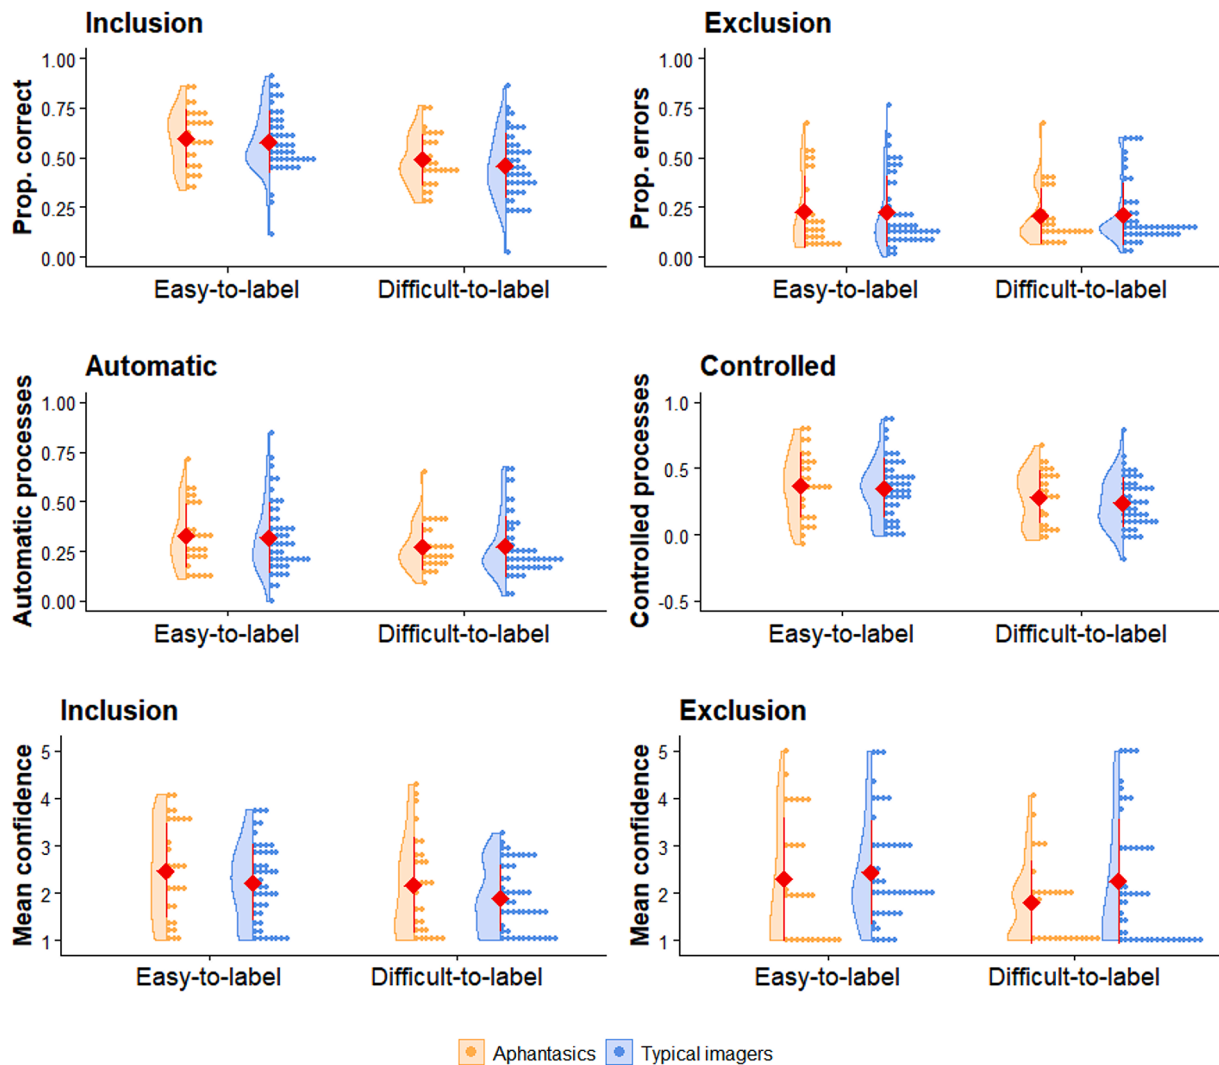 Inclusion
Prop. correct
1.00
0.75
0.50
0.25
0.00
Easy-to-label
Difficult-to-label
Exclusion
Prop. errors
1.00
0.75
0.50
0.25
0.00
Easy-to-label
Difficult-to-label
Automatic
Automatic processes
1.00
0.75
0.50
0.25
0.00
Easy-to-label
Difficult-to-label
Controlled
Controlled processes
1.0
0.5
0.0
-0.5
Easy-to-label
Difficult-to-label
Inclusion
Mean confidence
5
4
3
2
1
Easy-to-label
Difficult-to-label
Exclusion
Mean confidence
5
4
3
2
1
Easy-to-label
Difficult-to-label
Aphantasics
Typical imagers